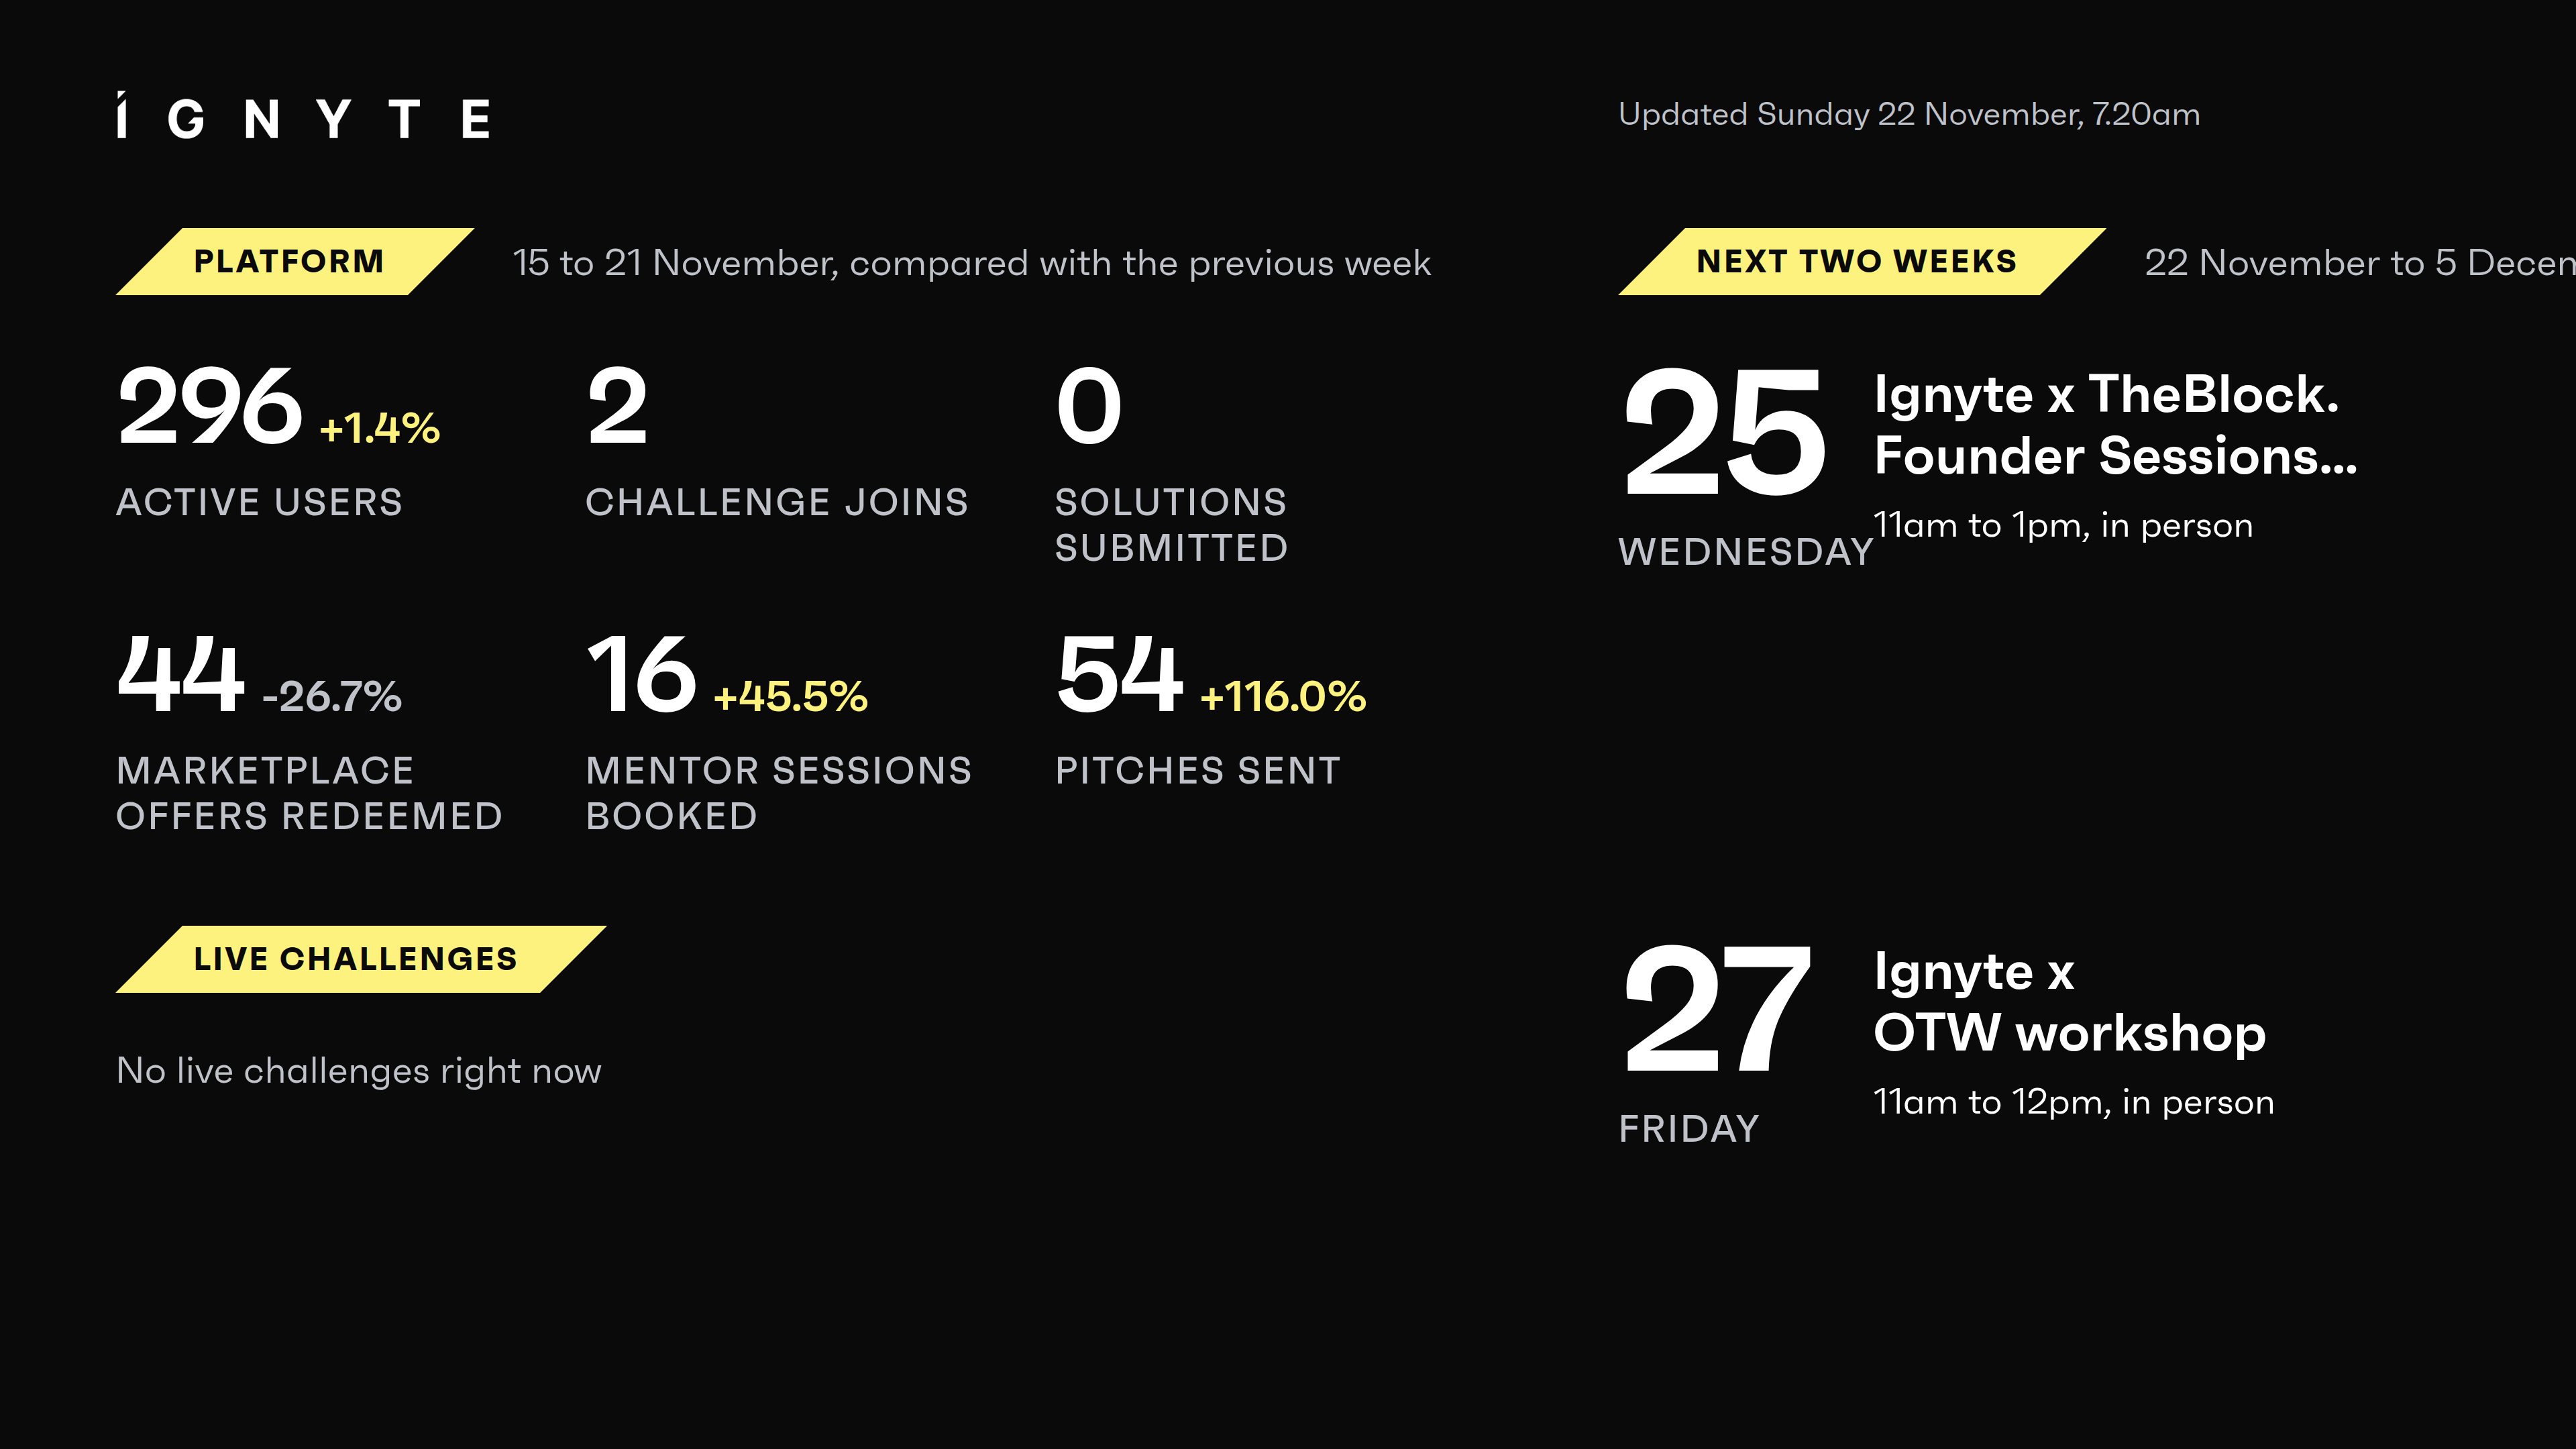 IGNYTE
Updated Sunday 22 November, 7.20am
PLATFORM
15 to 21 November, compared with the previous week
296 +1.4%
ACTIVE USERS
2
CHALLENGE JOINS
0
SOLUTIONS
SUBMITTED
44 -26.7%
MARKETPLACE
OFFERS REDEEMED
16 +45.5%
MENTOR SESSIONS
BOOKED
54 +116.0%
PITCHES SENT
LIVE CHALLENGES
No live challenges right now
NEXT TWO WEEKS
22 November to 5
25
WEDNESDAY
Ignyte x TheBlock.
Founder Sessions...
11am to 1pm, in person
27
FRIDAY
Ignyte x
OTW workshop
11am to 12pm, in person